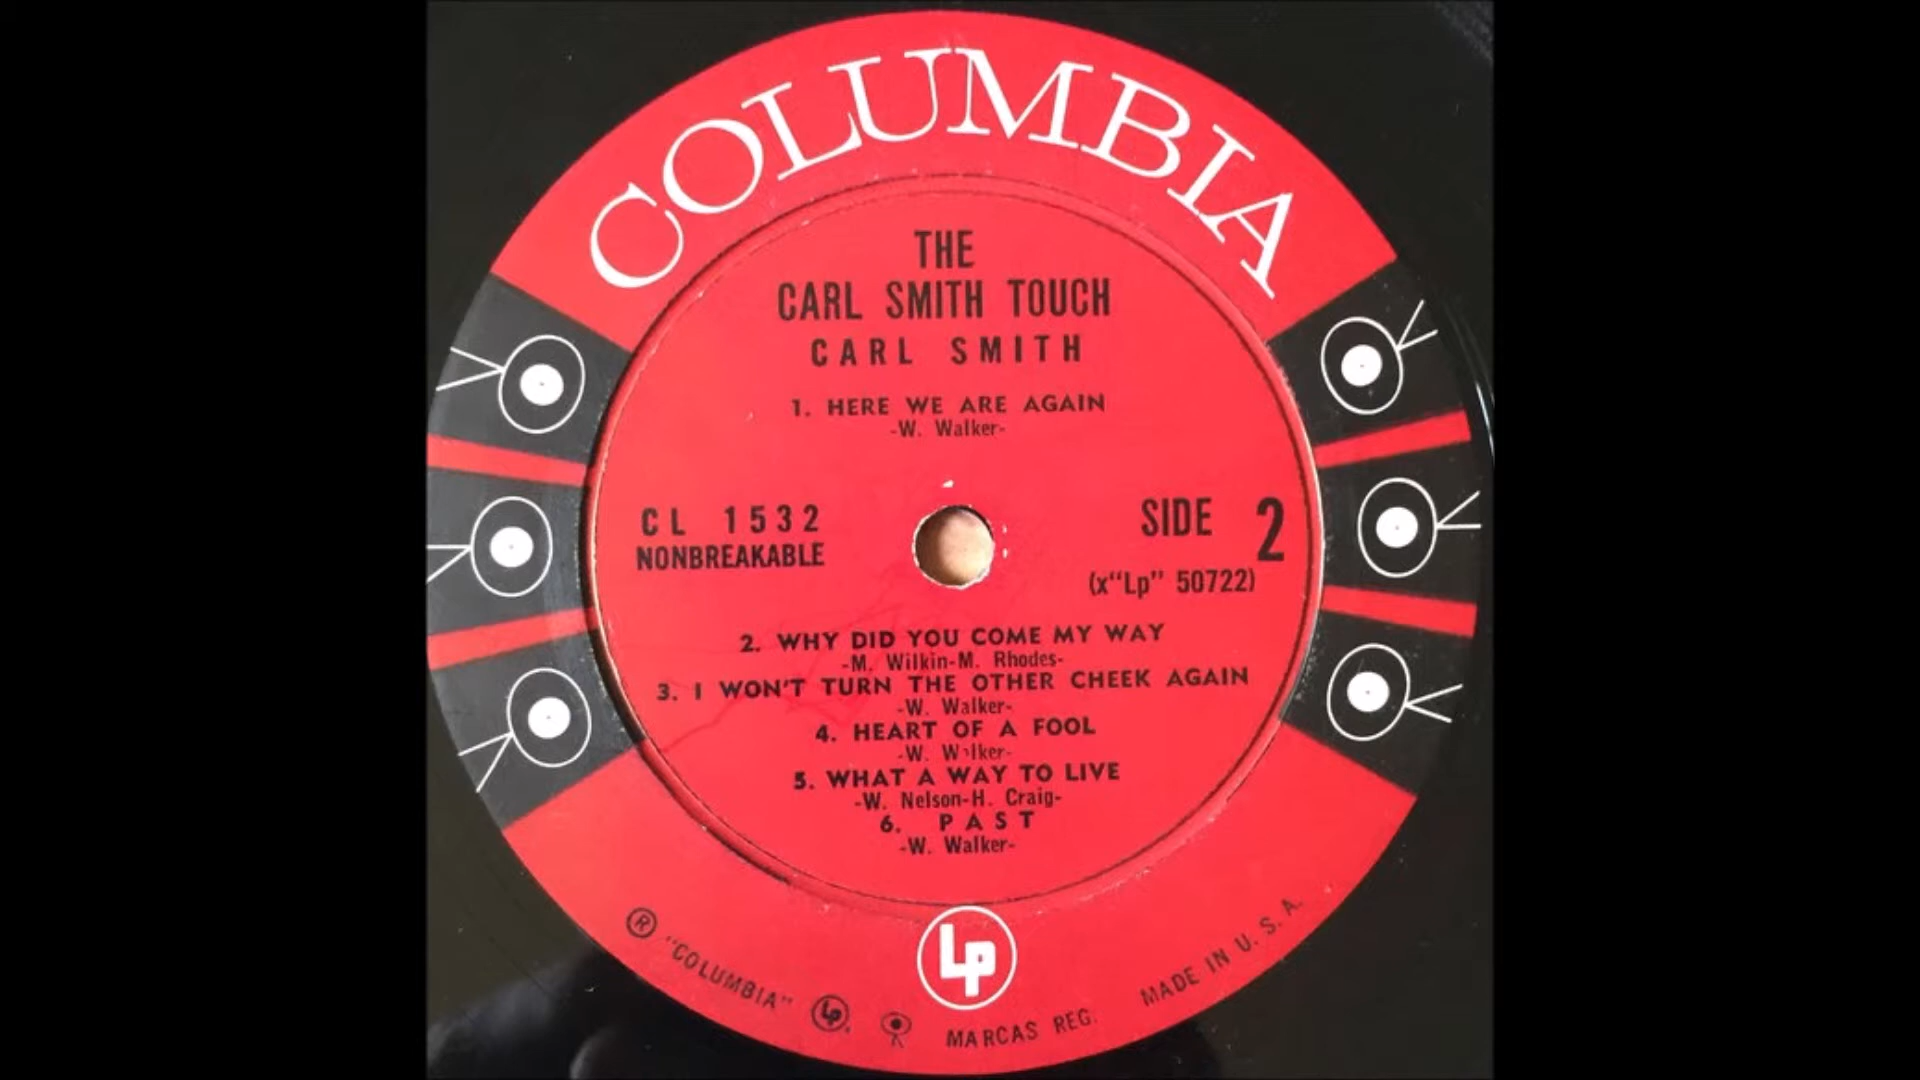 COLUMBIA
THE
CARL SMITH TOUCH
CARL SMITH
1. HERE WE ARE AGAIN
-W. Walker-
CL 1532
NONBREAKABLE
SIDE 2
(x"Lp" 50722)
2. WHY DID YOU COME MY WAY
-M. Wilkin-M. Rhodes-
3. I WON'T TURN THE OTHER CHEEK AGAIN
-W. Walker-
4. HEART OF A FOOL
-W. Walker-
5. WHAT A WAY TO LIVE
-W. Nelson-H. Craig-
6. PAST
-W. Walker-
Lp
® "COLUMBIA" Lp. MARCAS REG. MADE IN U.S.A.